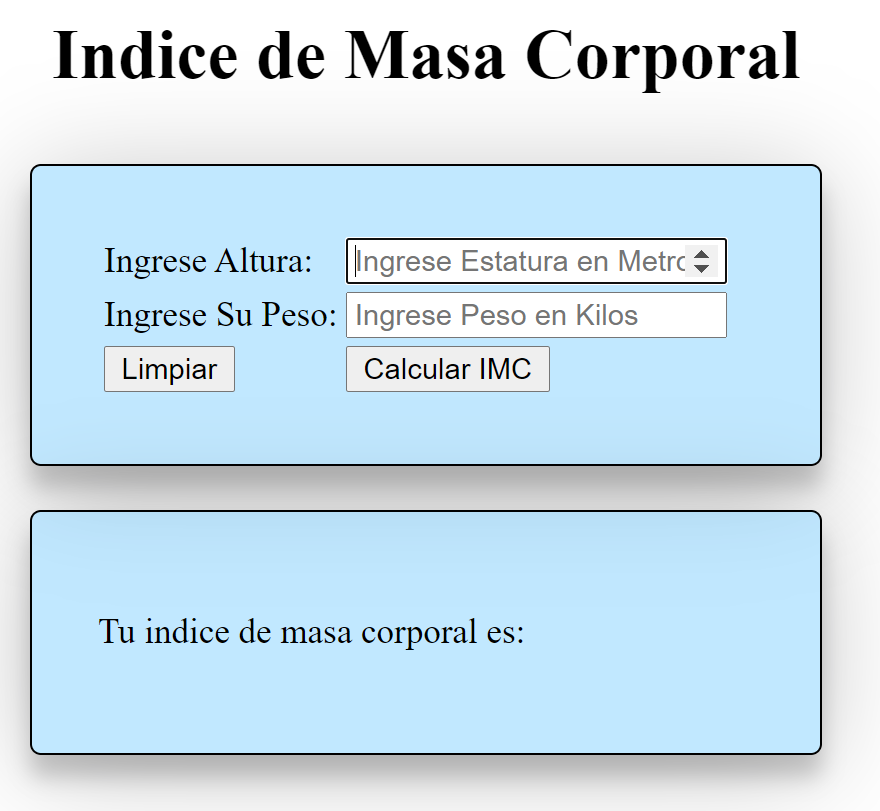 Indice de Masa Corporal
Ingrese Altura: Ingrese Estatura en Metro
Ingrese Su Peso: Ingrese Peso en Kilos
Limpiar Calcular IMC
Tu indice de masa corporal es: